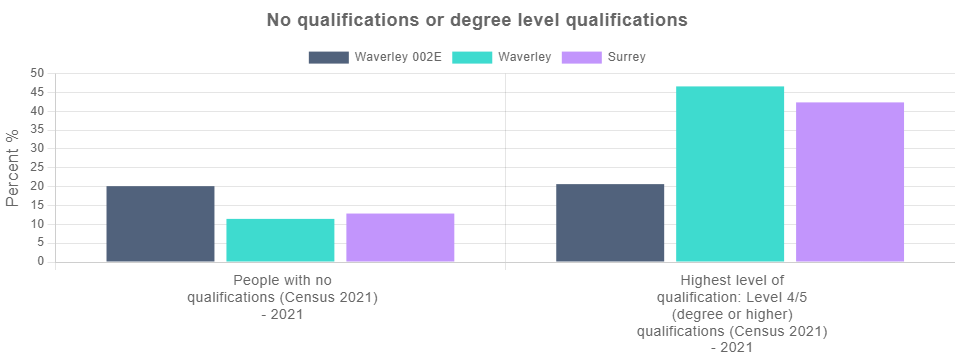 No qualifications or degree level qualifications
Waverley 002E Waverley Surrey
Percent %
50
45
40
35
30
25
20
15
10
5
0
People with no
qualifications (Census 2021)
- 2021
Highest level of
qualification: Level 4/5
(degree or higher)
qualifications (Census 2021)
- 2021